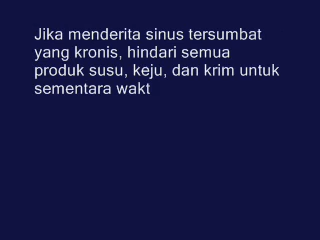 Jika menderita sinus tersumbat
yang kronis, hindari semua
produk susu, keju, dan krim untuk
sementara wakt